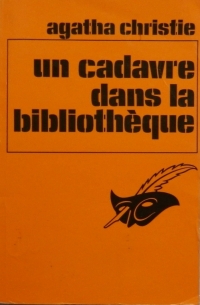 agatha christie
un cadavre
dans la
bibliothèque